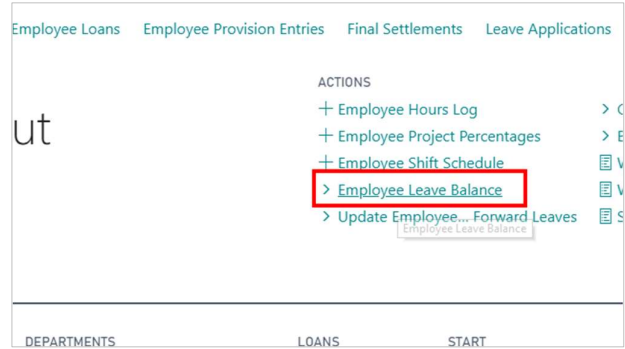 Employee Loans Employee Provision Entries Final Settlements Leave Applications
ACTIONS
ut
+ Employee Hours Log
+ Employee Project Percentages
+ Employee Shift Schedule
> Employee Leave Balance
> Update Employee... Forward Leaves
Employee Leave Balance
DEPARTMENTS LOANS START